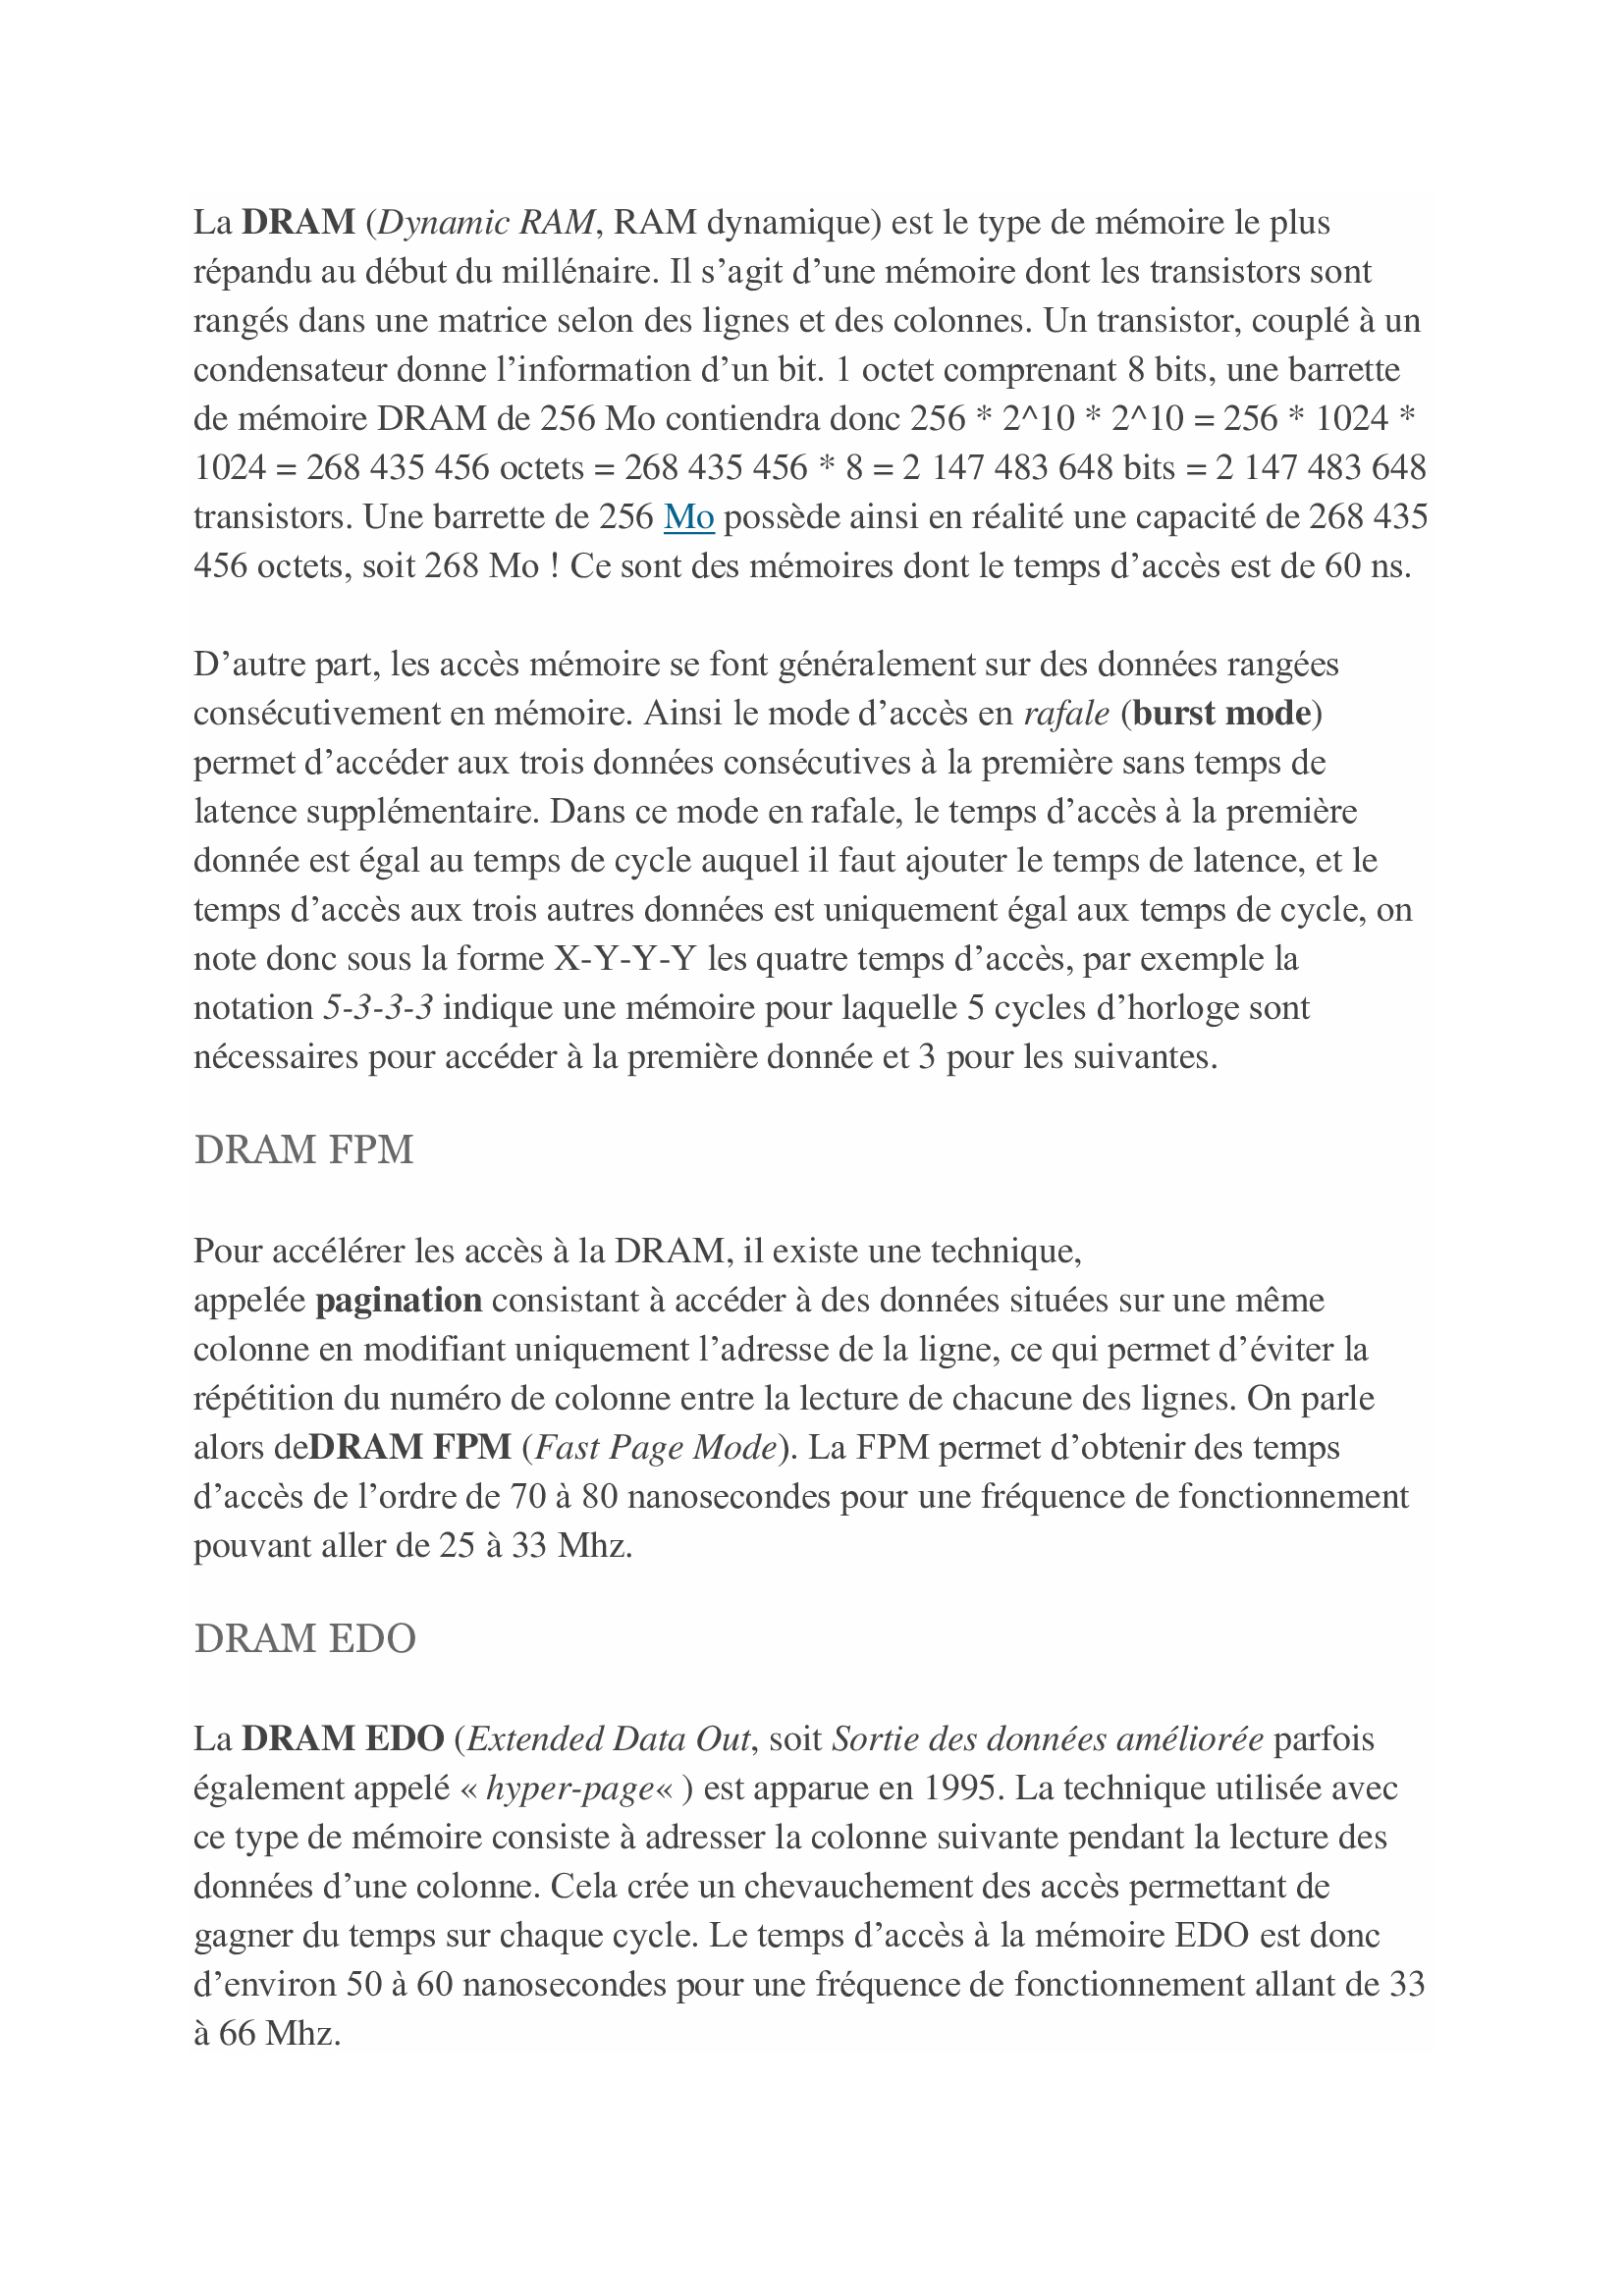 La DRAM (Dynamic RAM, RAM dynamique) est le type de mémoire le plus
répandu au début du millénaire. Il s’agit d’une mémoire dont les transistors sont
rangés dans une matrice selon des lignes et des colonnes. Un transistor, couplé à un
condensateur donne l’information d’un bit. 1 octet comprenant 8 bits, une barrette
de mémoire DRAM de 256 Mo contiendra donc 256 * 2^10 * 2^10 = 256 * 1024 *
1024 = 268 435 456 octets = 268 435 456 * 8 = 2 147 483 648 bits = 2 147 483 648
transistors. Une barrette de 256 Mo possède ainsi en réalité une capacité de 268 435
456 octets, soit 268 Mo ! Ce sont des mémoires dont le temps d’accès est de 60 ns.
D’autre part, les accès mémoire se font généralement sur des données rangées
consécutivement en mémoire. Ainsi le mode d’accès en rafale (burst mode)
permet d’accéder aux trois données consécutives à la première sans temps de
latence supplémentaire. Dans ce mode en rafale, le temps d’accès à la première
donnée est égal au temps de cycle auquel il faut ajouter le temps de latence, et le
temps d’accès aux trois autres données est uniquement égal aux temps de cycle, on
note donc sous la forme X-Y-Y-Y les quatre temps d’accès, par exemple la
notation 5-3-3-3 indique une mémoire pour laquelle 5 cycles d’horloge sont
nécessaires pour accéder à la première donnée et 3 pour les suivantes.
DRAM FPM
Pour accélérer les accès à la DRAM, il existe une technique,
appelée pagination consistant à accéder à des données situées sur une même
colonne en modifiant uniquement l’adresse de la ligne, ce qui permet d’éviter la
répétition du numéro de colonne entre la lecture de chacune des lignes. On parle
alors deDRAM FPM (Fast Page Mode). La FPM permet d’obtenir des temps
d’accès de l’ordre de 70 à 80 nanosecondes pour une fréquence de fonctionnement
pouvant aller de 25 à 33 Mhz.
DRAM EDO
La DRAM EDO (Extended Data Out, soit Sortie des données améliorée parfois
également appelé « hyper-page« ) est apparue en 1995. La technique utilisée avec
ce type de mémoire consiste à adresser la colonne suivante pendant la lecture des
données d’une colonne. Cela crée un chevauchement des accès permettant de
gagner du temps sur chaque cycle. Le temps d’accès à la mémoire EDO est donc
d’environ 50 à 60 nanosecondes pour une fréquence de fonctionnement allant de 33
à 66 Mhz.